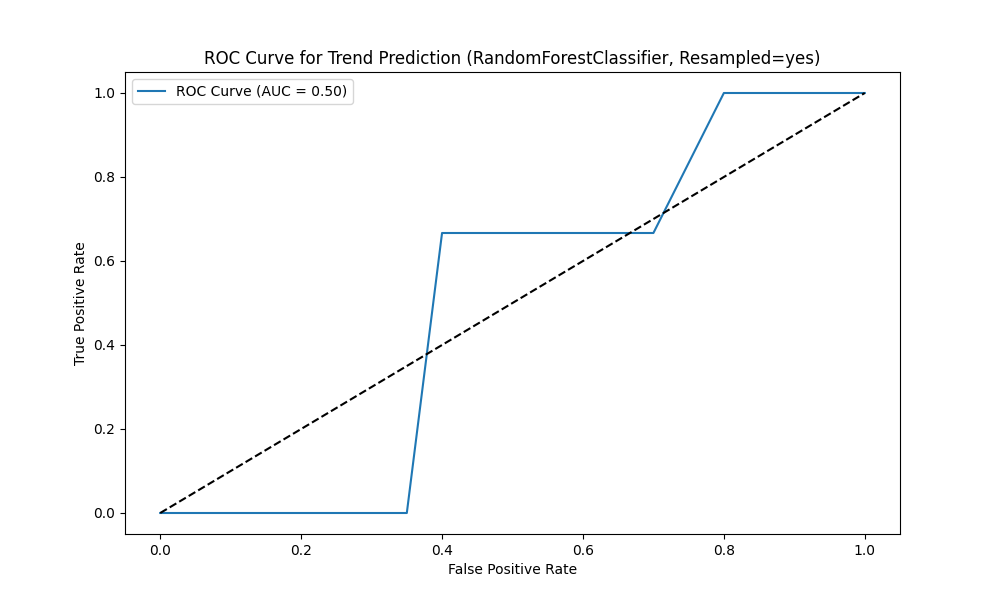 ROC Curve for Trend Prediction (RandomForestClassifier, Resampled=yes)
ROC Curve (AUC = 0.50)
1.0
0.8
0.6
0.4
0.2
0.0
True Positive Rate
0.0 0.2 0.4 0.6 0.8 1.0
False Positive Rate